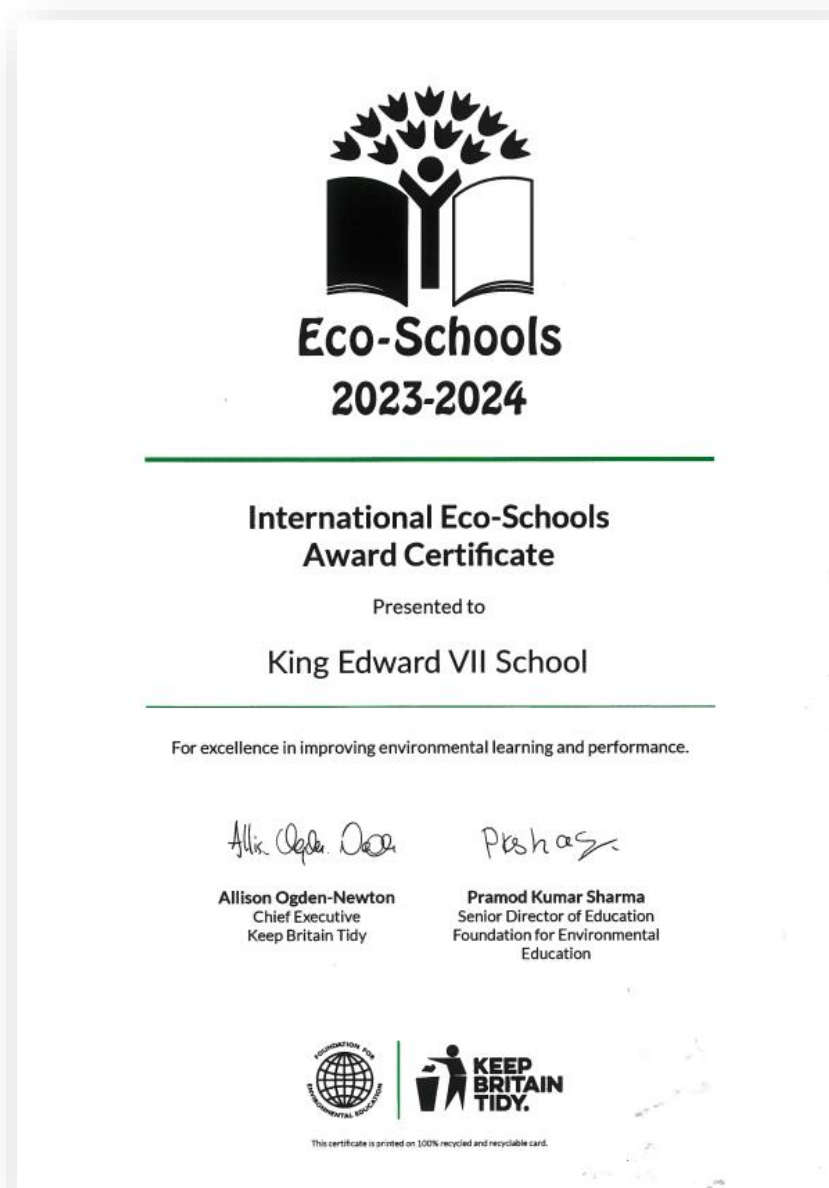 Eco-Schools
2023-2024
International Eco-Schools
Award Certificate
Presented to
King Edward VII School
For excellence in improving environmental learning and performance.
Allison Ogden-Newton
Chief Executive
Keep Britain Tidy
Pramod Kumar Sharma
Senior Director of Education
Foundation for Environmental
Education
FOUNDATION FOR
ENVIRONMENTAL EDUCATION
KEEP
BRITAIN
TIDY.
This certificate is printed on 100% recycled and recyclable card.